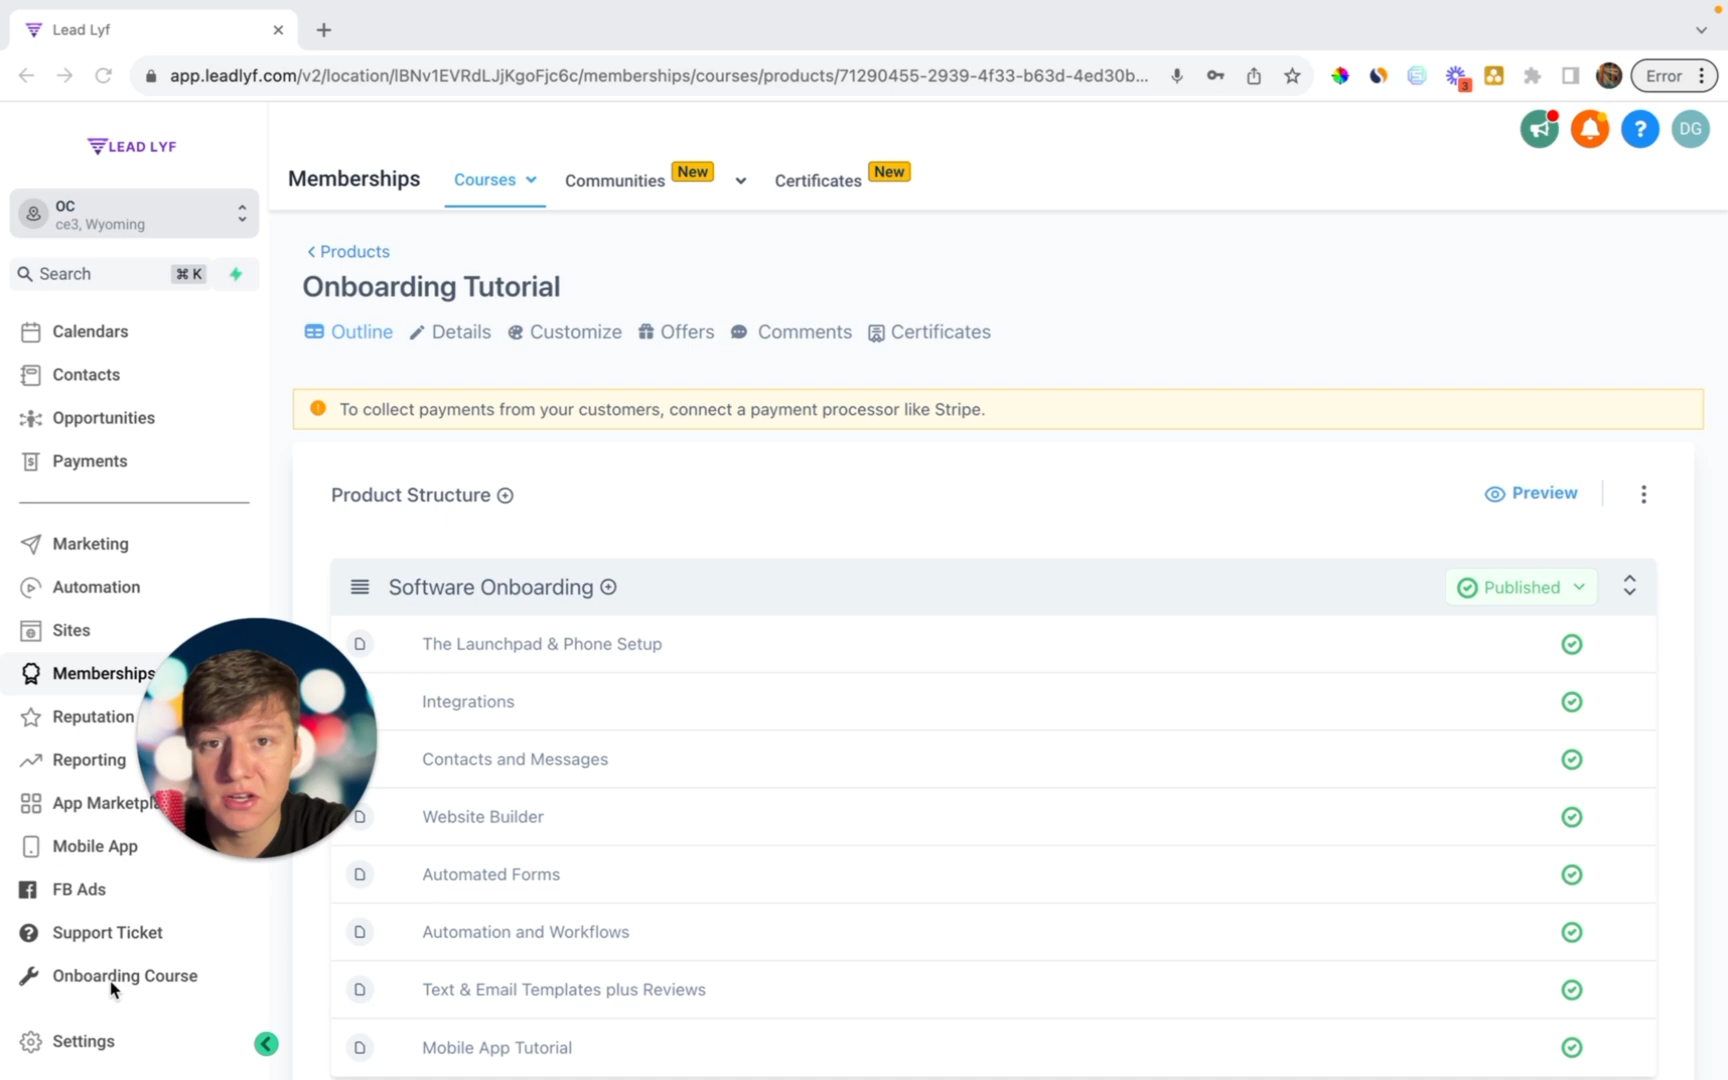 Lead Lyf
app.leadlyf.com/v2/location/IBNv1EVRdLJjKgoFjc6c/memberships/courses/products/71290455-2939-4f33-b63d-4ed30b...
3
Error
LEAD LYF
DG
Memberships
Courses
Communities
New
Certificates
New
OC
ce3, Wyoming
Search
⌘ K
Calendars
Contacts
Opportunities
Payments
Marketing
Automation
Sites
Memberships
Reputation
Reporting
App Marketpla
Mobile App
FB Ads
Support Ticket
Onboarding Course
Settings
Products
Onboarding Tutorial
Outline
Details
Customize
Offers
Comments
Certificates
To collect payments from your customers, connect a payment processor like Stripe.
Product Structure
Preview
Software Onboarding
Published
The Launchpad & Phone Setup
Integrations
Contacts and Messages
Website Builder
Automated Forms
Automation and Workflows
Text & Email Templates plus Reviews
Mobile App Tutorial